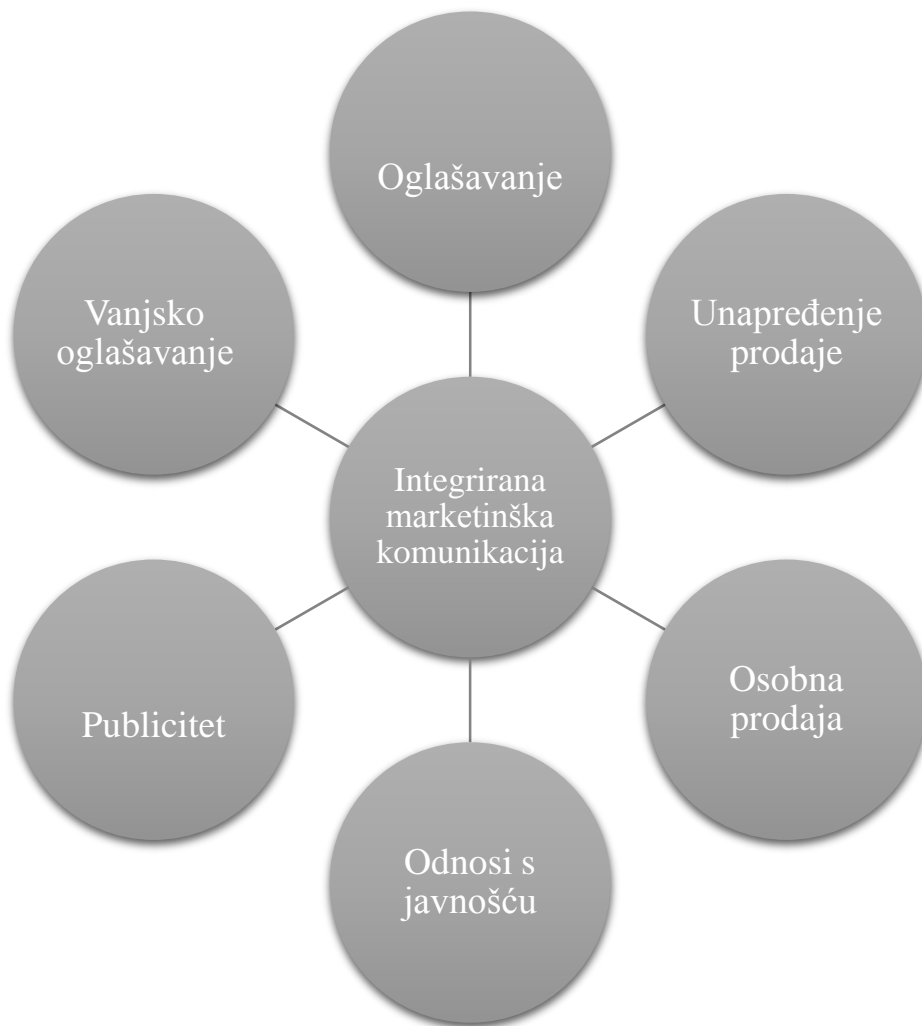 Oglašavanje
Vanjsko
oglašavanje
Unapređenje
prodaje
Integrirana
marketinška
komunikacija
Publicitet
Osobna
prodaja
Odnosi s
javnošću